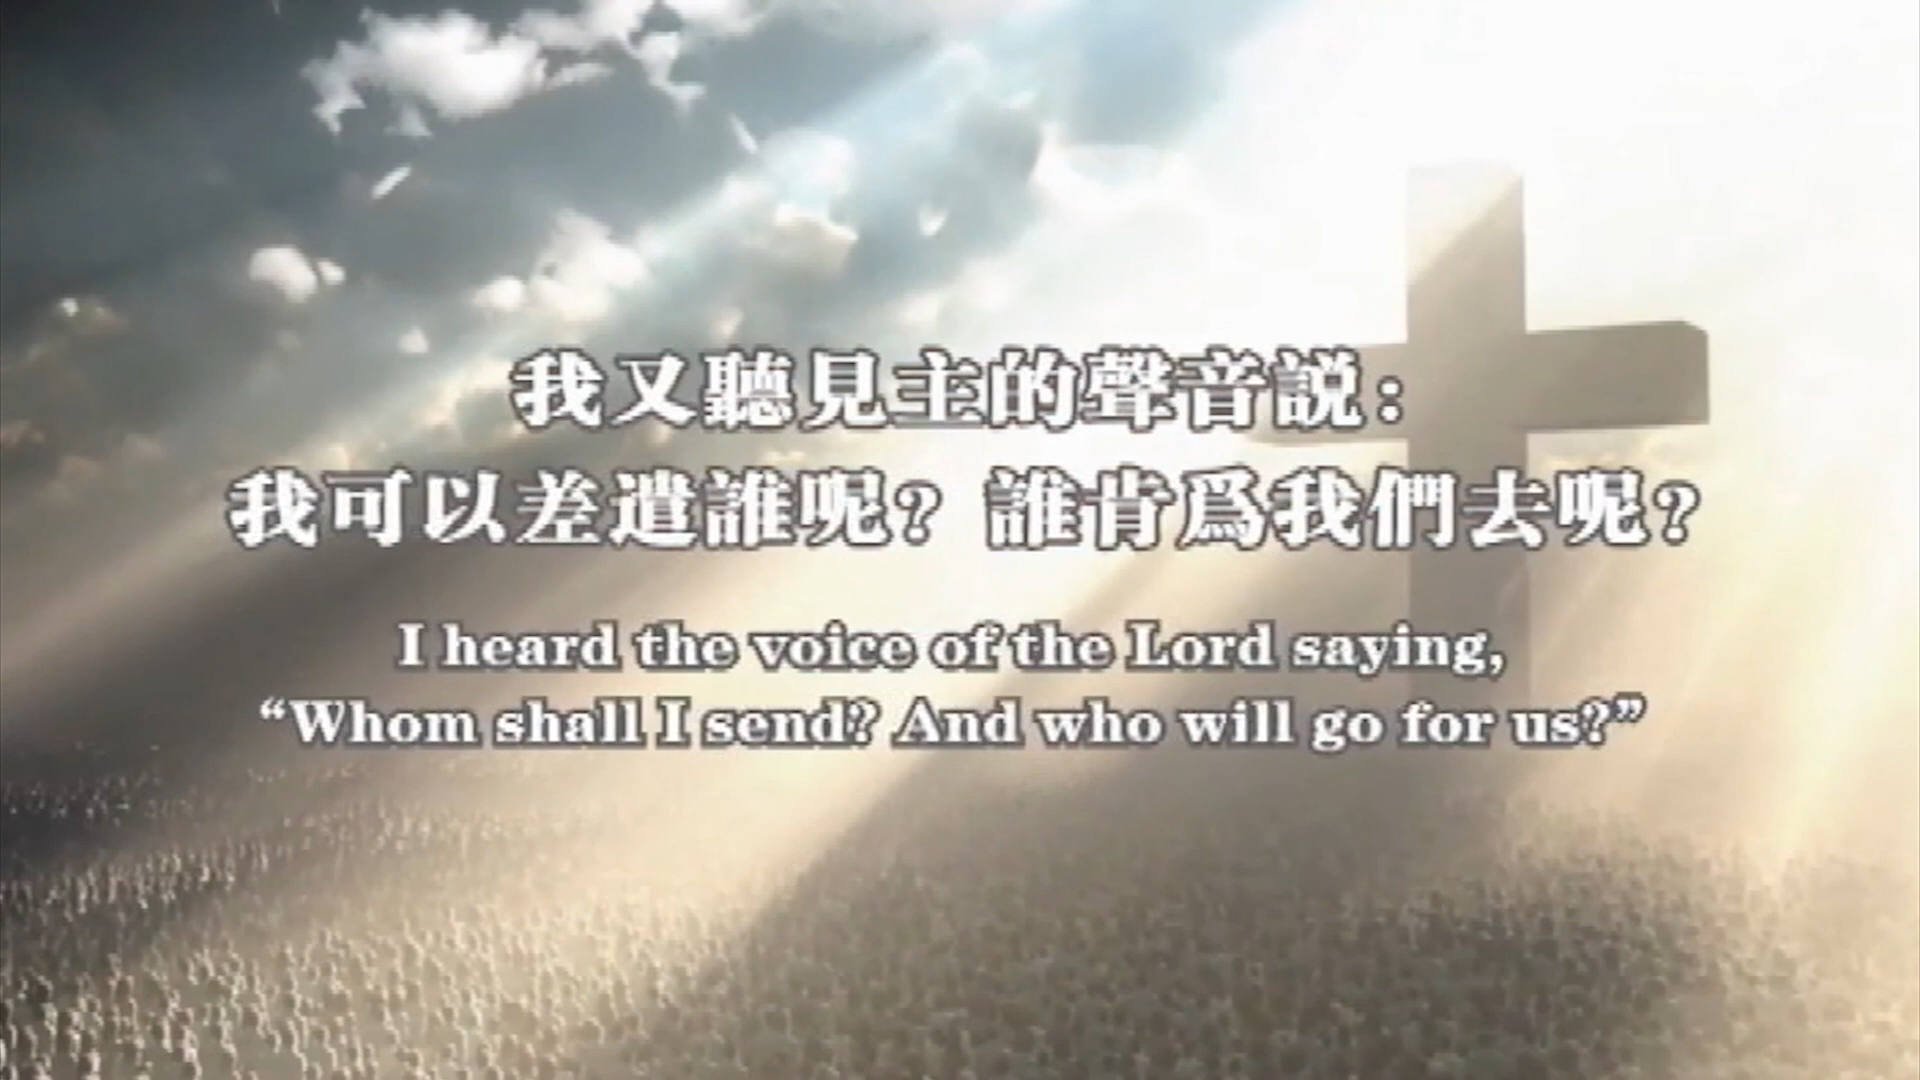 我又聽見主的聲音説：
我可以差遣誰呢？誰肯爲我們去呢？
I heard the voice of the Lord saying,
“Whom shall I send? And who will go for us?”